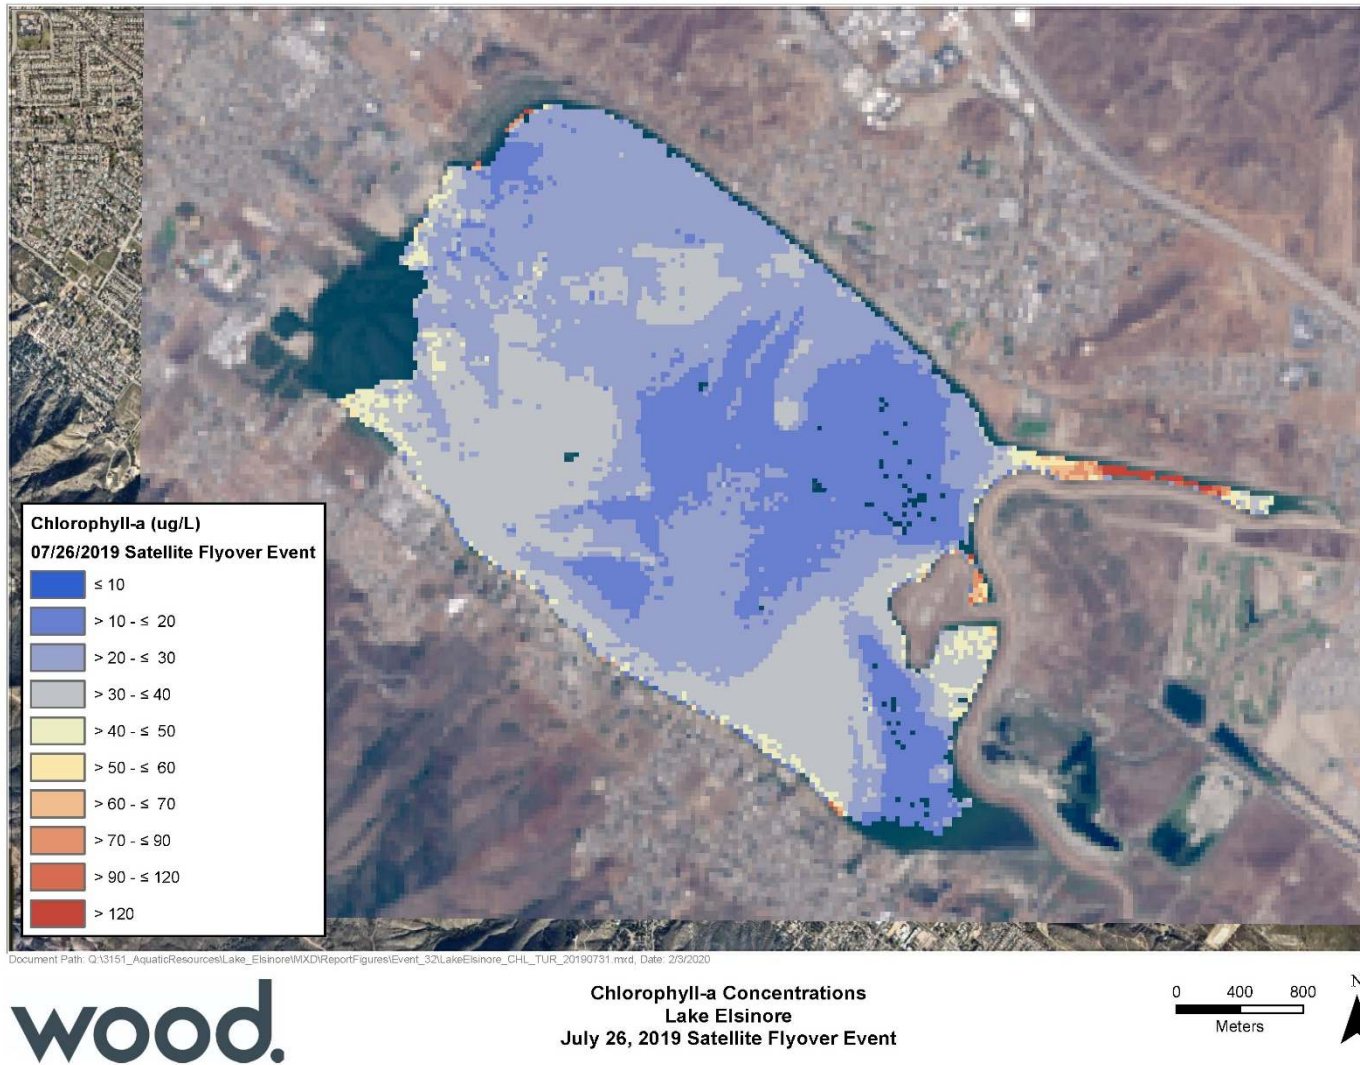 Chlorophyll-a (ug/L)
07/26/2019 Satellite Flyover Event
≤ 10
> 10 - ≤ 20
> 20 - ≤ 30
> 30 - ≤ 40
> 40 - ≤ 50
> 50 - ≤ 60
> 60 - ≤ 70
> 70 - ≤ 90
> 90 - ≤ 120
> 120
Document Path: Q:\3151_AquaticResources\Lake_Elsinore\MXD\ReportFigures\Event_32\LakeElsinore_CHL_TUR_20190731.mxd, Date: 2/3/2020
wood.
Chlorophyll-a Concentrations
Lake Elsinore
July 26, 2019 Satellite Flyover Event
0 400 800
Meters
N